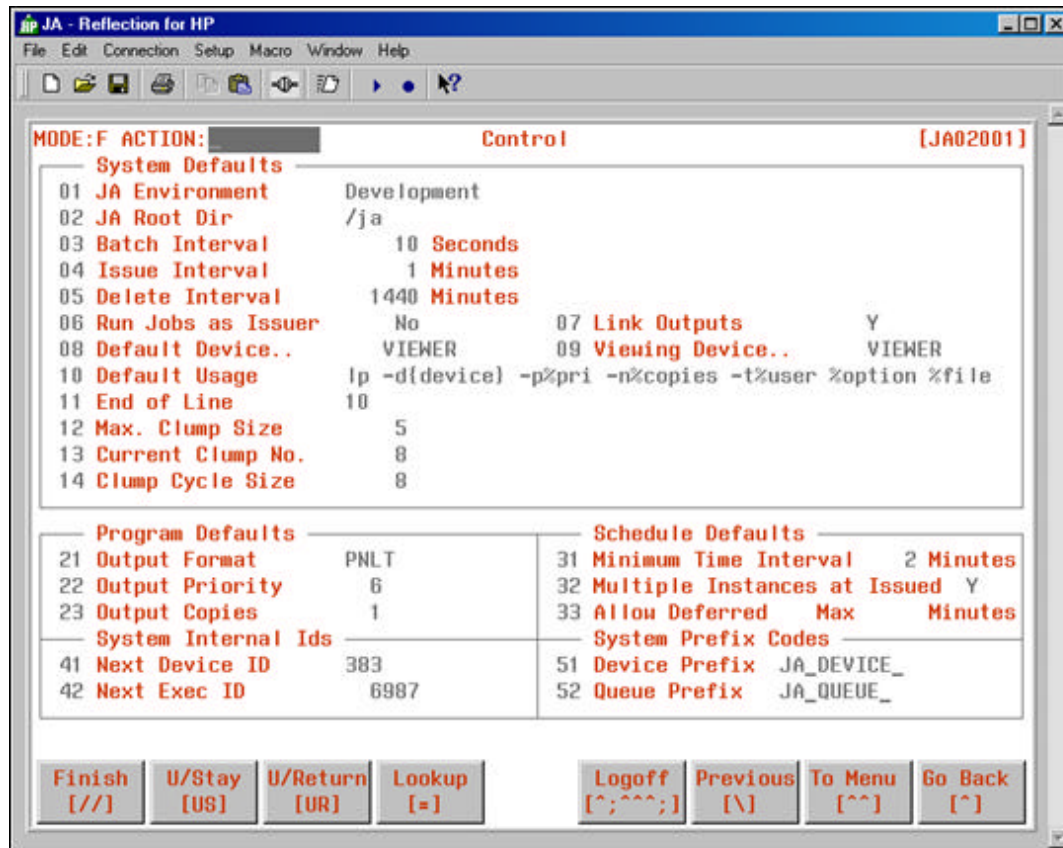 JA - Reflection for HP
File Edit Connection Setup Macro Window Help
MODE:F ACTION:_ Control [JA02001]
System Defaults
01 JA Environment Development
02 JA Root Dir /ja
03 Batch Interval 10 Seconds
04 Issue Interval 1 Minutes
05 Delete Interval 1440 Minutes
06 Run Jobs as Issuer No 07 Link Outputs Y
08 Default Device.. VIEWER 09 Viewing Device.. VIEWER
10 Default Usage lp -d{device} -p%pri -n%copies -t%user %option %file
11 End of Line 10
12 Max. Clump Size 5
13 Current Clump No. 8
14 Clump Cycle Size 8
Program Defaults Schedule Defaults
21 Output Format PNLT 31 Minimum Time Interval 2 Minutes
22 Output Priority 6 32 Multiple Instances at Issued Y
23 Output Copies 1 33 Allow Deferred Max Minutes
System Internal Ids System Prefix Codes
41 Next Device ID 383 51 Device Prefix JA_DEVICE_
42 Next Exec ID 6987 52 Queue Prefix JA_QUEUE_
Finish U/Stay U/Return Lookup Logoff Previous To Menu Go Back
[//] [US] [UR] [=] [^;^^^;] [\] [^^] [^]